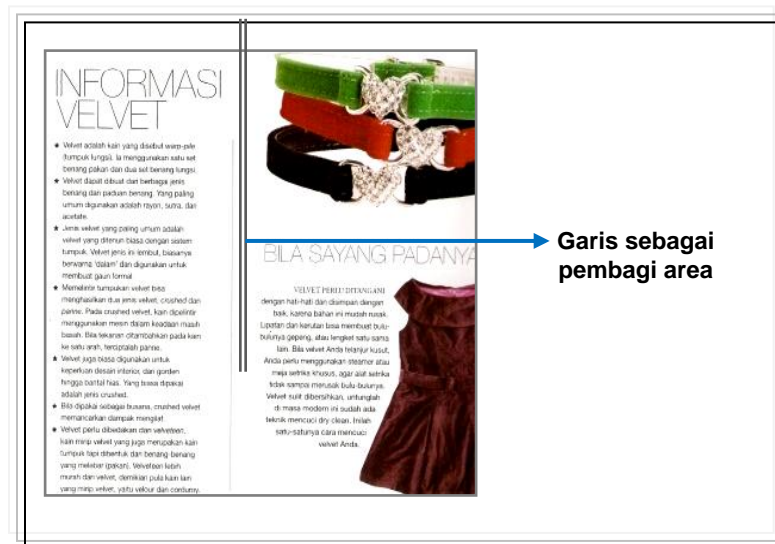 INFORMASI
VELVET
★ Velvet adalah kain yang disebut warp-pile
(tumpuk lungsi). Ia menggunakan satu set
benang pakan dan dua set benang lungsi.
★ Velvet dapat dibuat dari berbagai jenis
benang dan paduan benang. Yang paling
umum digunakan adalah rayon, sutra, dan
acetate.
★ Jenis velvet yang paling umum adalah
velvet yang ditenun biasa dengan sistem
tumpuk. Velvet jenis ini lembut, biasanya
berwarna 'dalam' dan digunakan untuk
membuat gaun formal
★ Memelintir tumpukan velvet bisa
menghasilkan dua jenis velvet, crushed dan
panne. Pada crushed velvet, kain dipelintir
menggunakan mesin dalam keadaan masih
basah. Bila tekanan ditambahkan pada kain
ke satu arah, terciptalah panne.
★ Velvet juga biasa digunakan untuk
keperluan desain interior, dari gorden
hingga bantal hias. Yang biasa dipakai
adalah jenis crushed.
★ Bila dipakai sebagai busana, crushed velvet
memancarkan dampak mengilat
★ Velvet perlu dibedakan dari velveteen,
kain mirip velvet yang juga merupakan kain
tumpuk tapi dibentuk dari benang-benang
yang melebar (pakan). Velveteen lebih
murah dari velvet, demikian pula kain lain
yang mirip velvet, yaitu velour dan corduroy.
BILA SAYANG PADANYA
VELVET PERLU DITANGANI
dengan hati-hati dan disimpan dengan
baik, karena bahan ini mudah rusak.
Lipatan dan kerutan bisa membuat bulu-
bulunya gepeng, atau lengket satu sama
lain. Bila velvet Anda telanjur kusut,
Anda perlu menggunakan steamer atau
meja setrika khusus, agar alat setrika
tidak sampai merusak bulu-bulunya.
Velvet sulit dibersihkan, untunglah
di masa modern ini sudah ada
teknik mencuci dry clean. Inilah
satu-satunya cara mencuci
velvet Anda.
Garis sebagai
pembagi area